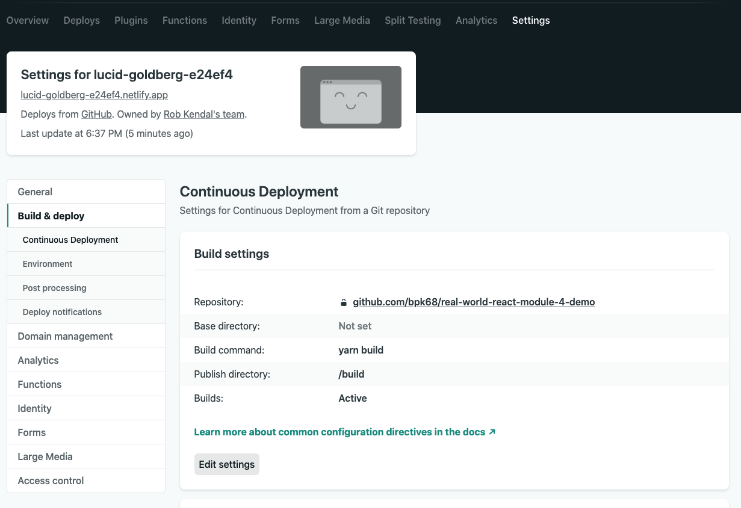 Overview Deploys Plugins Functions Identity Forms Large Media Split Testing Analytics Settings
Settings for lucid-goldberg-e24ef4
lucid-goldberg-e24ef4.netlify.app
Deploys from GitHub. Owned by Rob Kendal's team.
Last update at 6:37 PM (5 minutes ago)
General
Build & deploy
Continuous Deployment
Environment
Post processing
Deploy notifications
Domain management
Analytics
Functions
Identity
Forms
Large Media
Access control
Continuous Deployment
Settings for Continuous Deployment from a Git repository
Build settings
Repository: github.com/bpk68/real-world-react-module-4-demo
Base directory: Not set
Build command: yarn build
Publish directory: /build
Builds: Active
Learn more about common configuration directives in the docs ↗
Edit settings